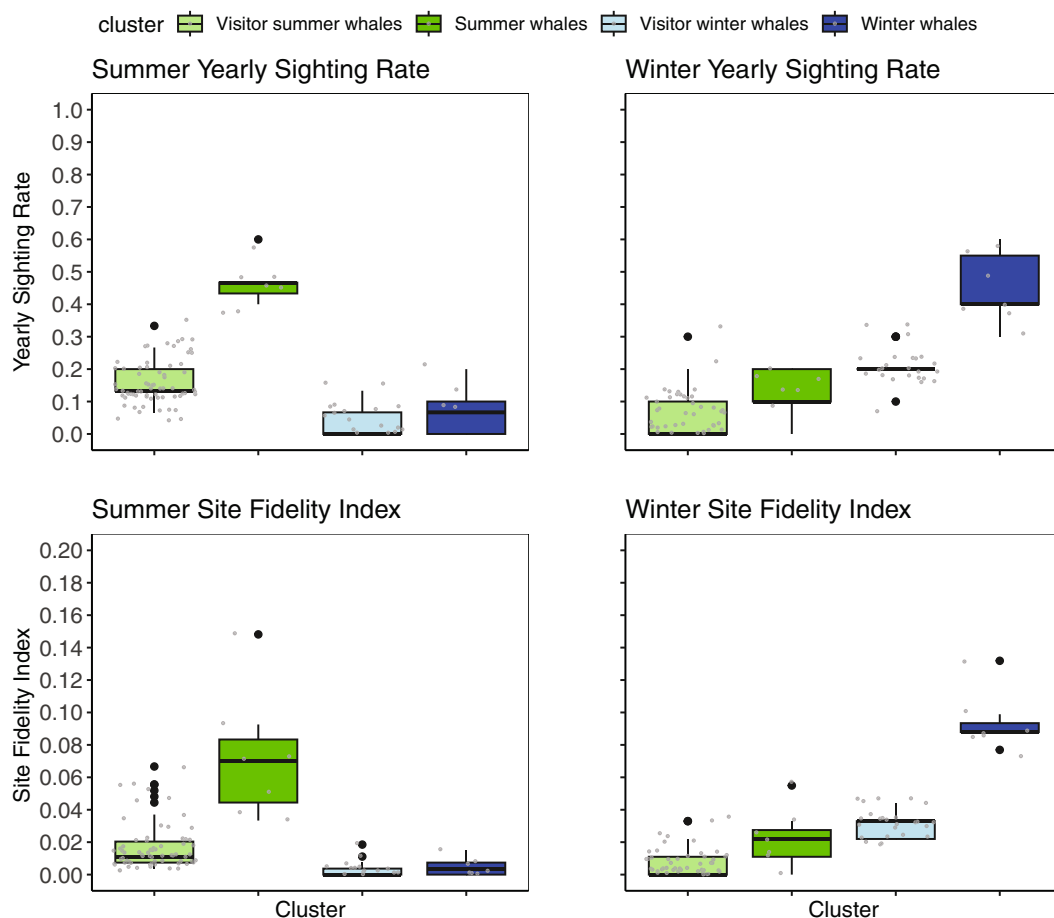 cluster Visitor summer whales Summer whales Visitor winter whales Winter whales
Summer Yearly Sighting Rate
Winter Yearly Sighting Rate
Yearly Sighting Rate
1.0
0.9
0.8
0.7
0.6
0.5
0.4
0.3
0.2
0.1
0.0
Summer Site Fidelity Index
Winter Site Fidelity Index
Site Fidelity Index
0.20
0.18
0.16
0.14
0.12
0.10
0.08
0.06
0.04
0.02
0.00
Cluster